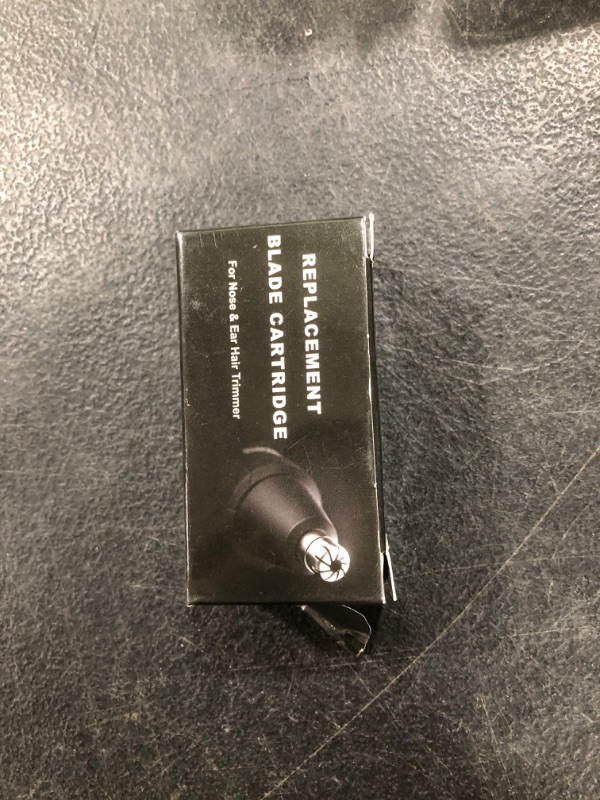 REPLACEMENT
BLADE CARTRIDGE
For Nose & Ear Hair Trimmer